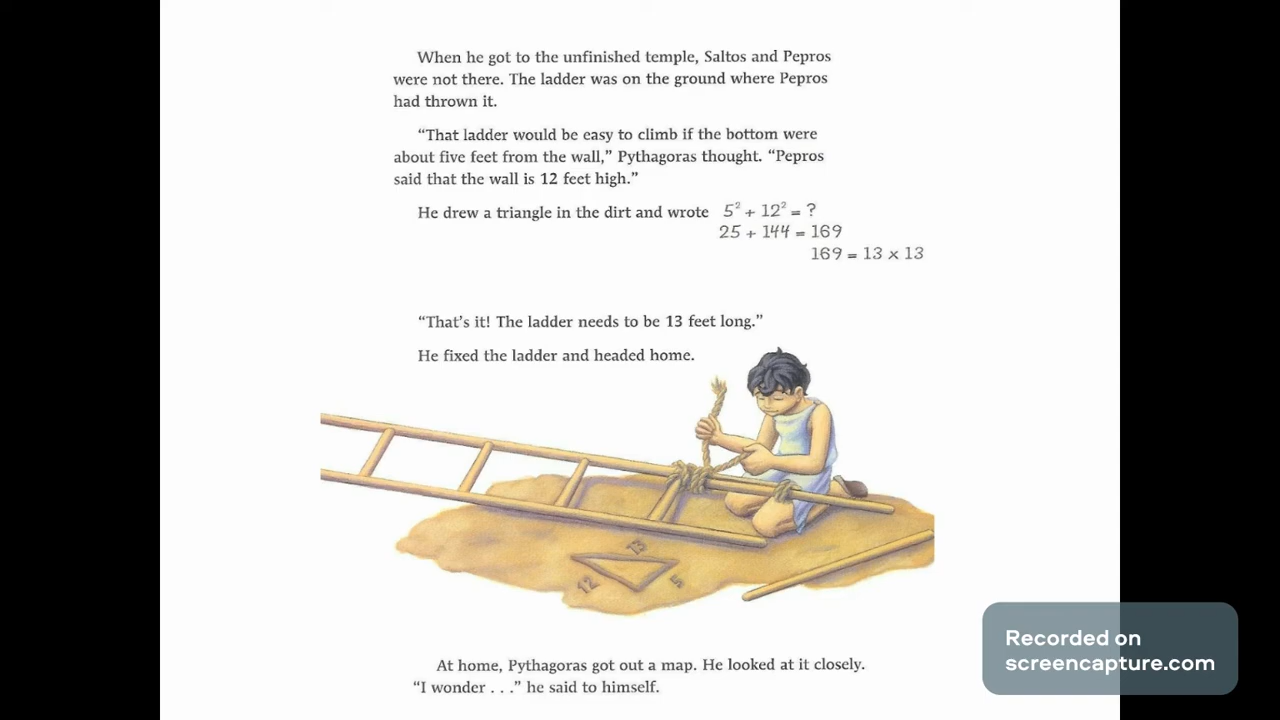 When he got to the unfinished temple, Saltos and Pepros
were not there. The ladder was on the ground where Pepros
had thrown it.
“That ladder would be easy to climb if the bottom were
about five feet from the wall,” Pythagoras thought. “Pepros
said that the wall is 12 feet high.”
He drew a triangle in the dirt and wrote 5² + 12² = ?
25 + 144 = 169
169 = 13 x 13
“That’s it! The ladder needs to be 13 feet long.”
He fixed the ladder and headed home.
13
12
5
At home, Pythagoras got out a map. He looked at it closely.
“I wonder . . .” he said to himself.
Recorded on
screencapture.com